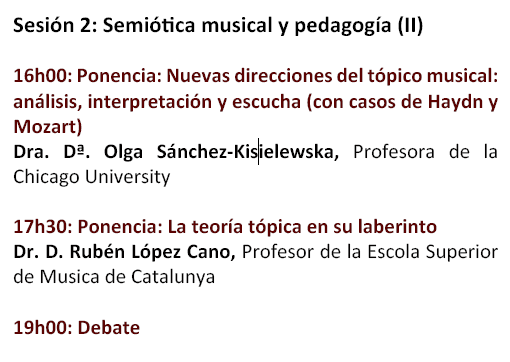 Sesión 2: Semiótica musical y pedagogía (II)
16h00: Ponencia: Nuevas direcciones del tópico musical:
análisis, interpretación y escucha (con casos de Haydn y
Mozart)
Dra. Dª. Olga Sánchez-Kisielewska, Profesora de la
Chicago University
17h30: Ponencia: La teoría tópica en su laberinto
Dr. D. Rubén López Cano, Profesor de la Escola Superior
de Musica de Catalunya
19h00: Debate